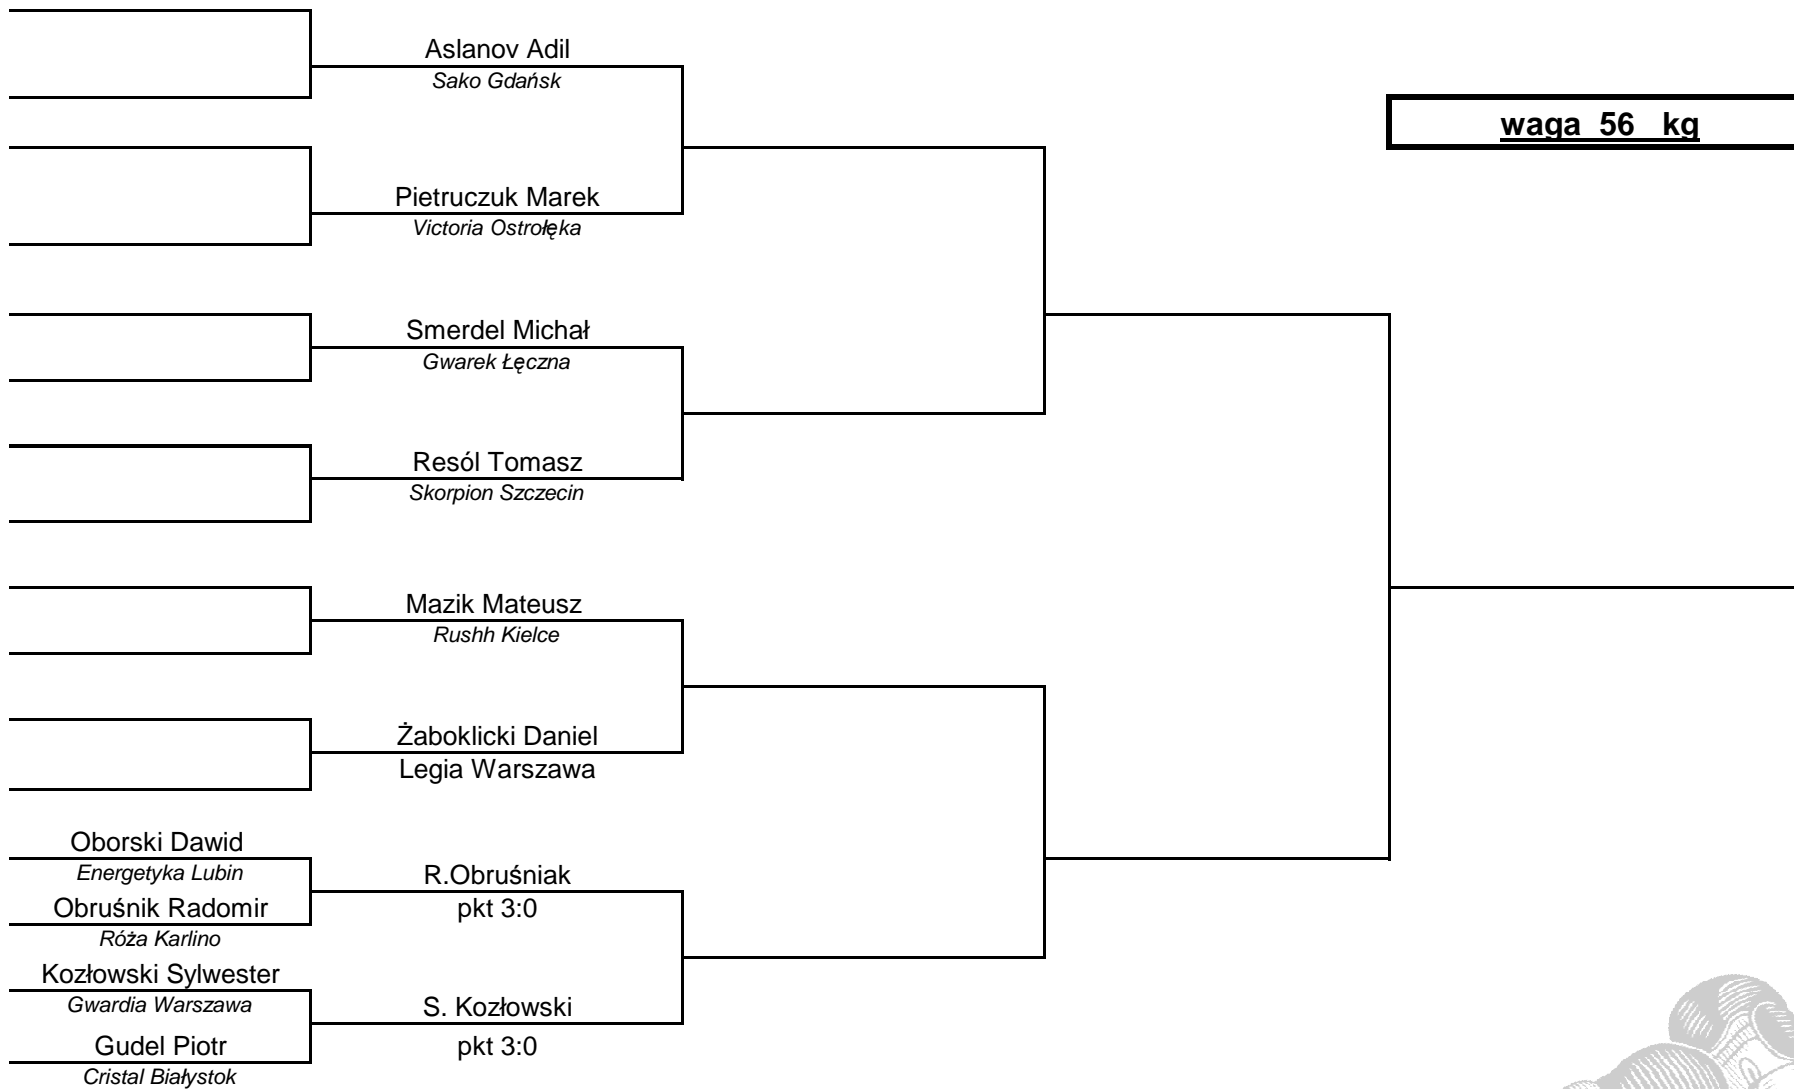 Aslanov Adil
Sako Gdańsk
waga 56 kg
Pietruczuk Marek
Victoria Ostrołęka
Smerdel Michał
Gwarek Łęczna
Resól Tomasz
Skorpion Szczecin
Mazik Mateusz
Rushh Kielce
Żaboklicki Daniel
Legia Warszawa
Oborski Dawid
Energetyka Lubin
R.Obruśniak
Obruśnik Radomir
pkt 3:0
Róża Karlino
Kozłowski Sylwester
Gwardia Warszawa
S. Kozłowski
Gudel Piotr
pkt 3:0
Cristal Białystok